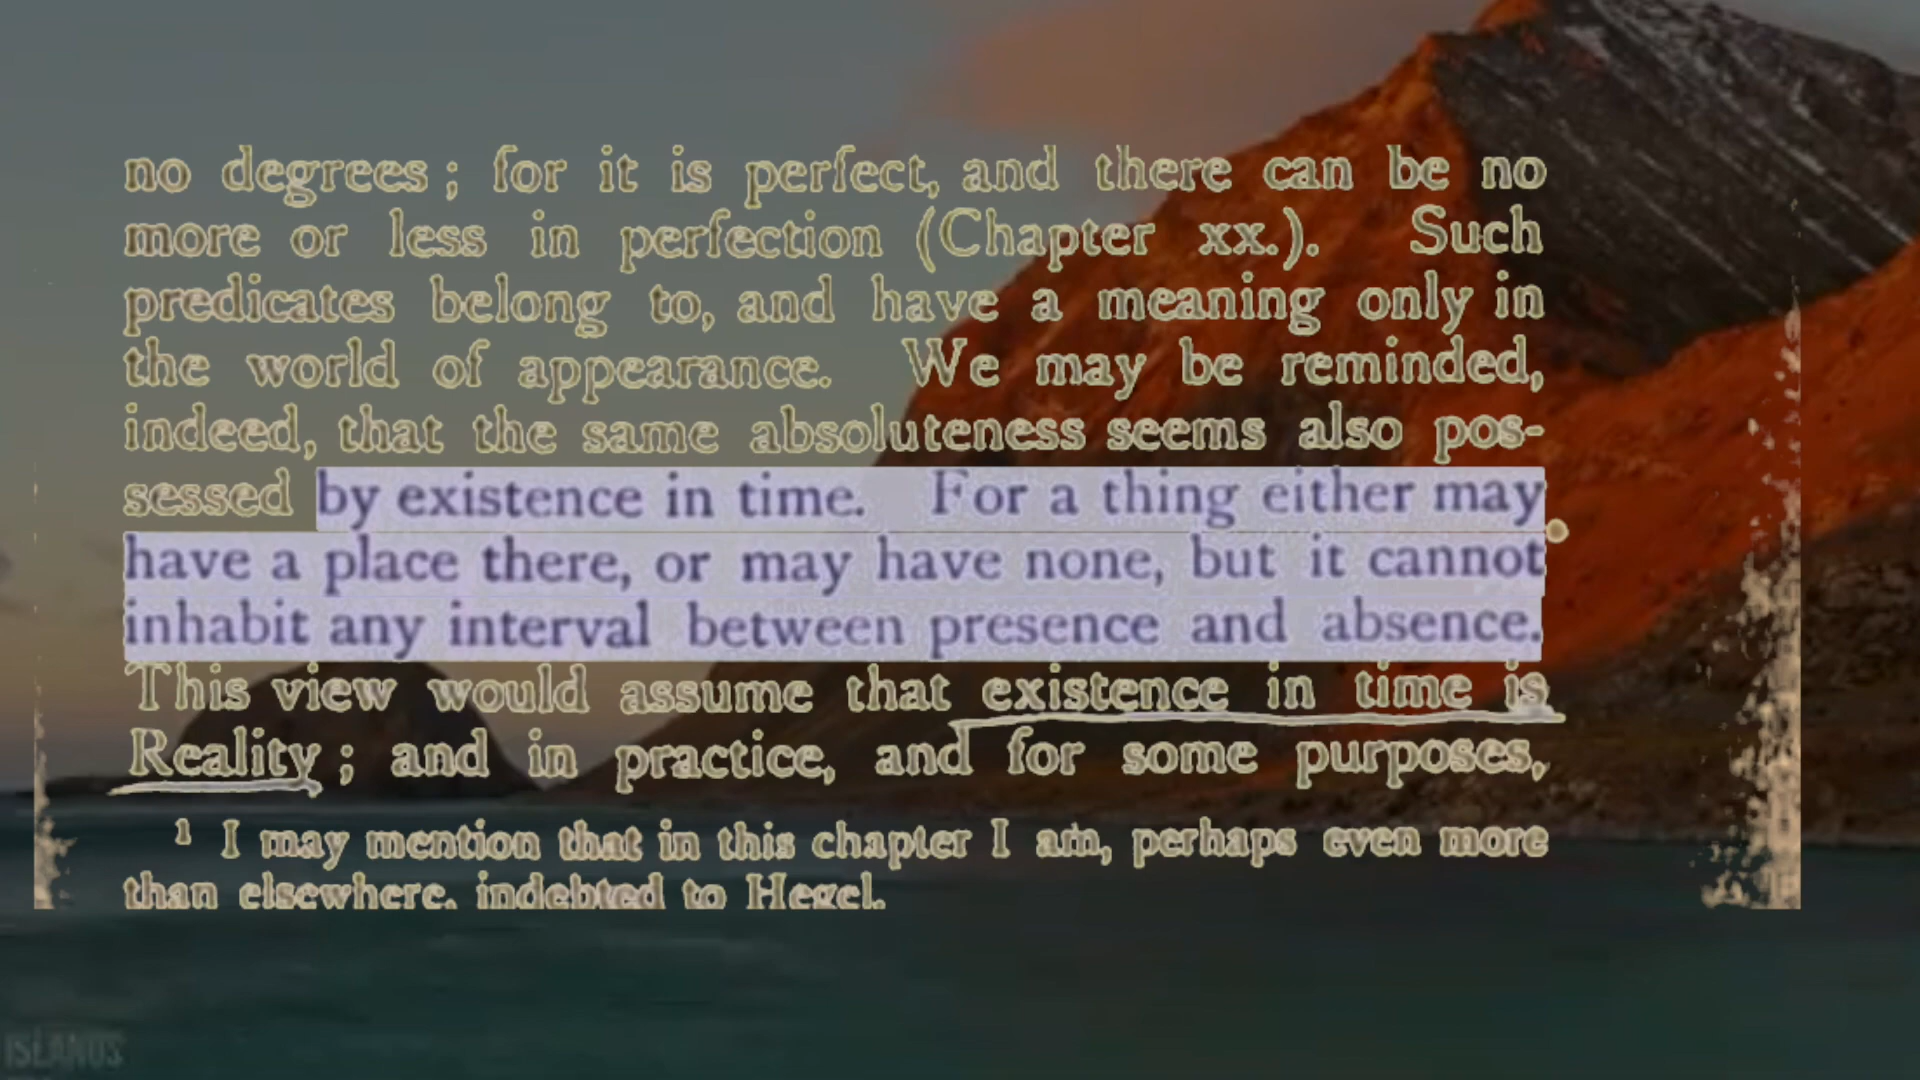 no degrees ; for it is perfect, and there can be no
more or less in perfection (Chapter xx.). Such
predicates belong to, and have a meaning only in
the world of appearance. We may be reminded,
indeed, that the same absoluteness seems also pos-
sessed by existence in time. For a thing either may
have a place there, or may have none, but it cannot
inhabit any interval between presence and absence.
This view would assume that existence in time is
Reality ; and in practice, and for some purposes,
¹ I may mention that in this chapter I am, perhaps even more
than elsewhere, indebted to Hegel.
ISLANDS